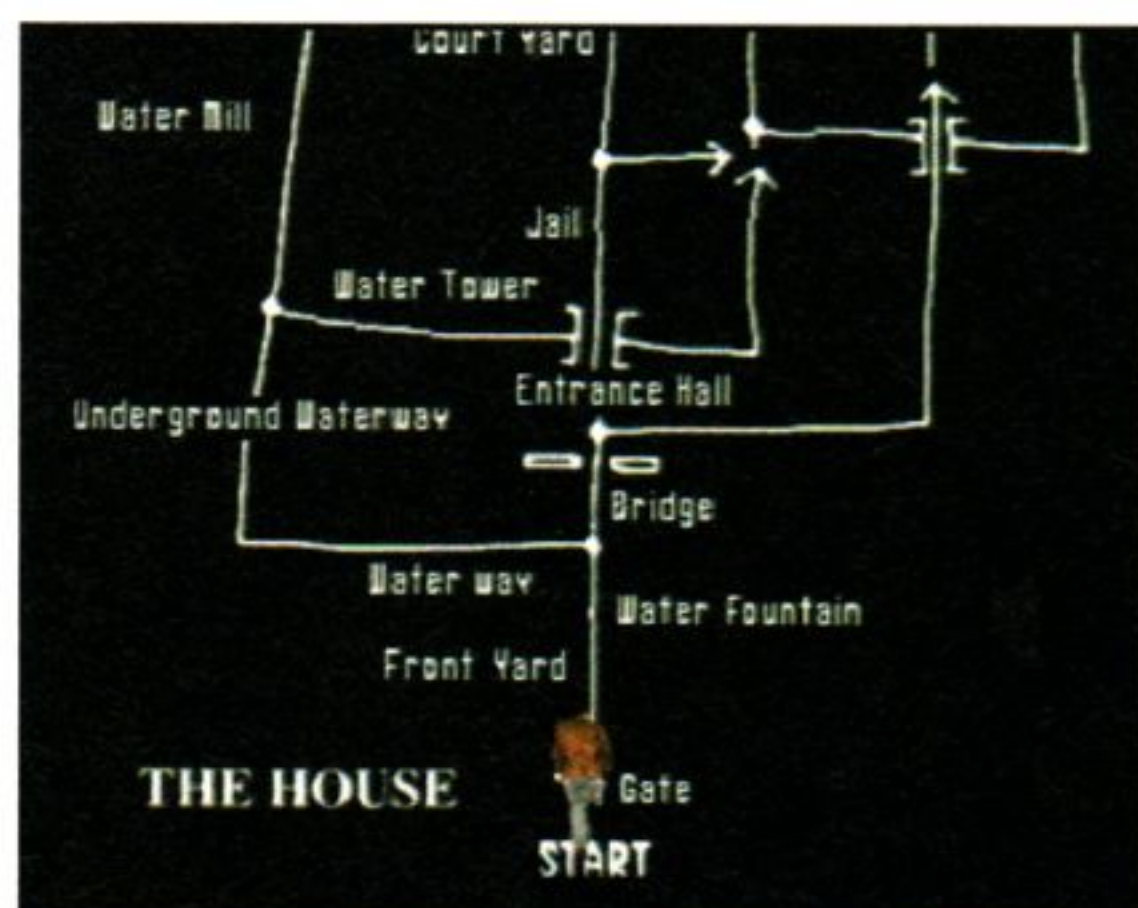 Court Yard
Water Mill
Jail
Water Tower
Entrance Hall
Underground Waterway
Bridge
Water way
Water Fountain
Front Yard
THE HOUSE
Gate
START